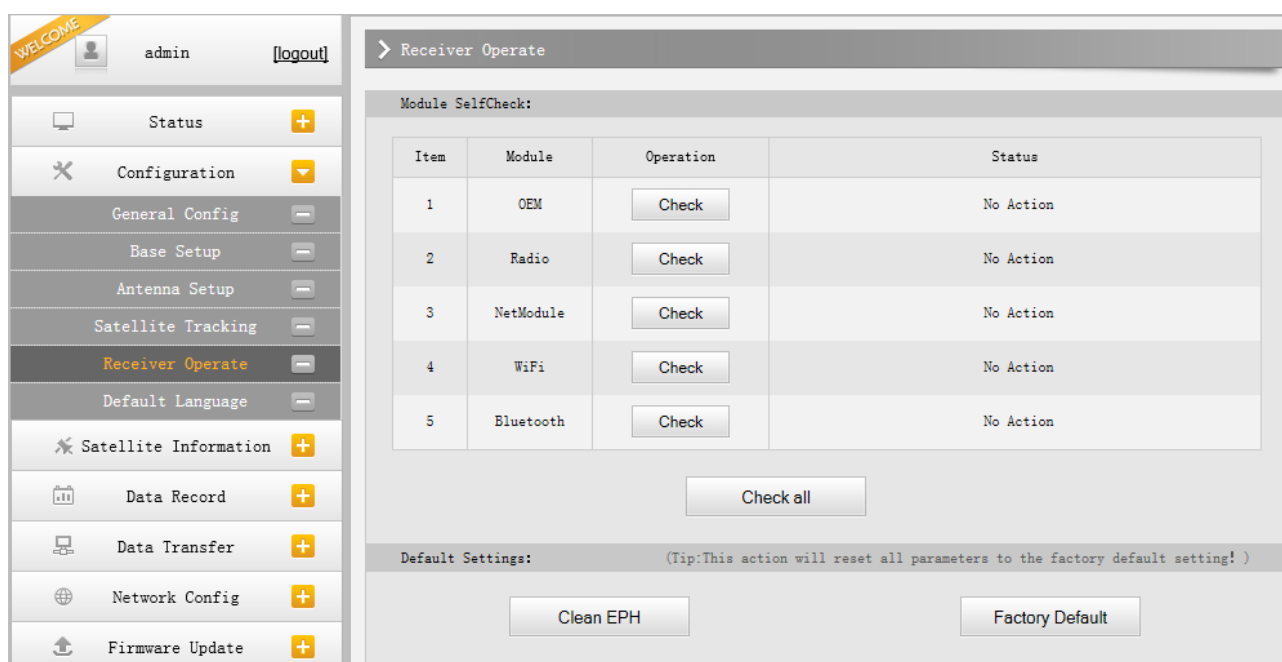 WELCOME
admin [logout]
Status
Configuration
General Config
Base Setup
Antenna Setup
Satellite Tracking
Receiver Operate
Default Language
Satellite Information
Data Record
Data Transfer
Network Config
Firmware Update
Receiver Operate
Module SelfCheck:
Item Module Operation Status
1 OEM Check No Action
2 Radio Check No Action
3 NetModule Check No Action
4 WiFi Check No Action
5 Bluetooth Check No Action
Check all
Default Settings: (Tip:This action will reset all parameters to the factory default setting! )
Clean EPH Factory Default